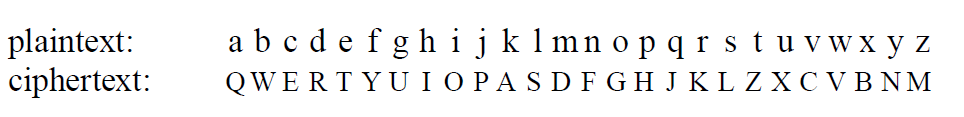 plaintext: a b c d e f g h i j k l m n o p q r s t u v w x y z
ciphertext: Q W E R T Y U I O P A S D F G H J K L Z X C V B N M